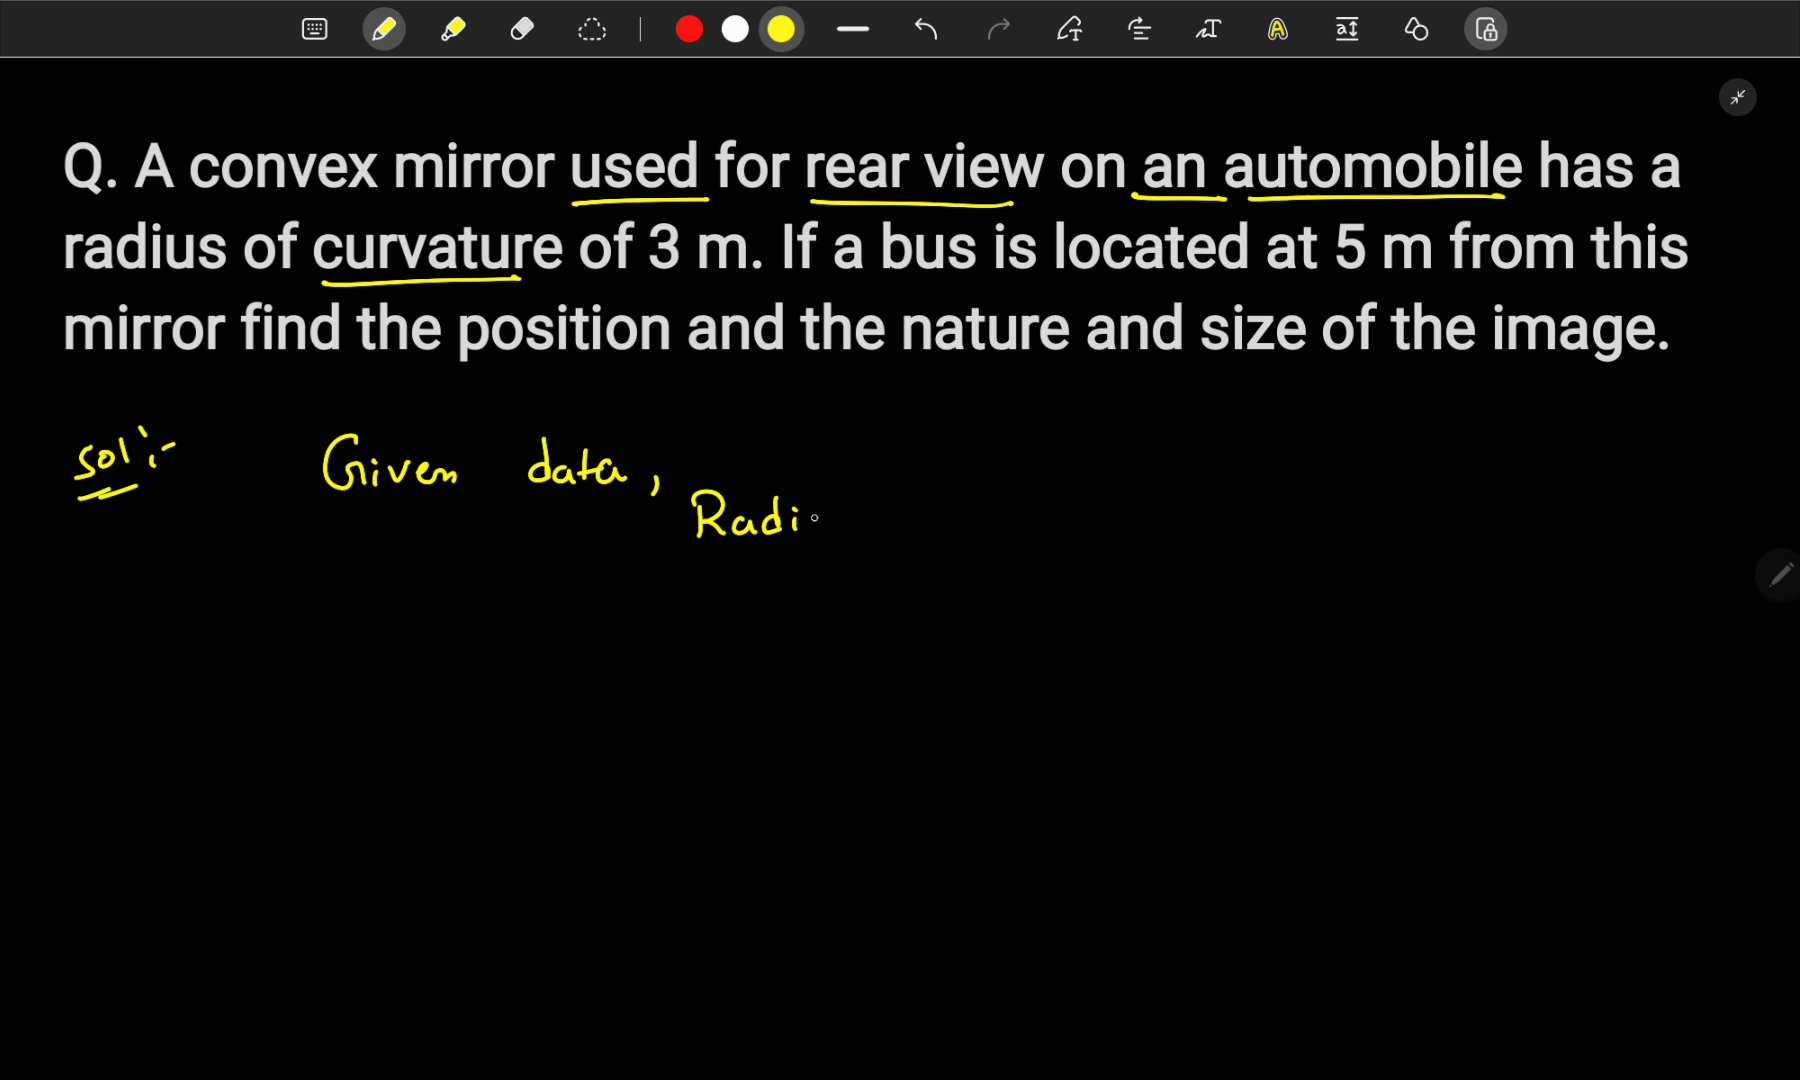 Q. A convex mirror used for rear view on an automobile has a
radius of curvature of 3 m. If a bus is located at 5 m from this
mirror find the position and the nature and size of the image.
Sol:- Given data,
Radi